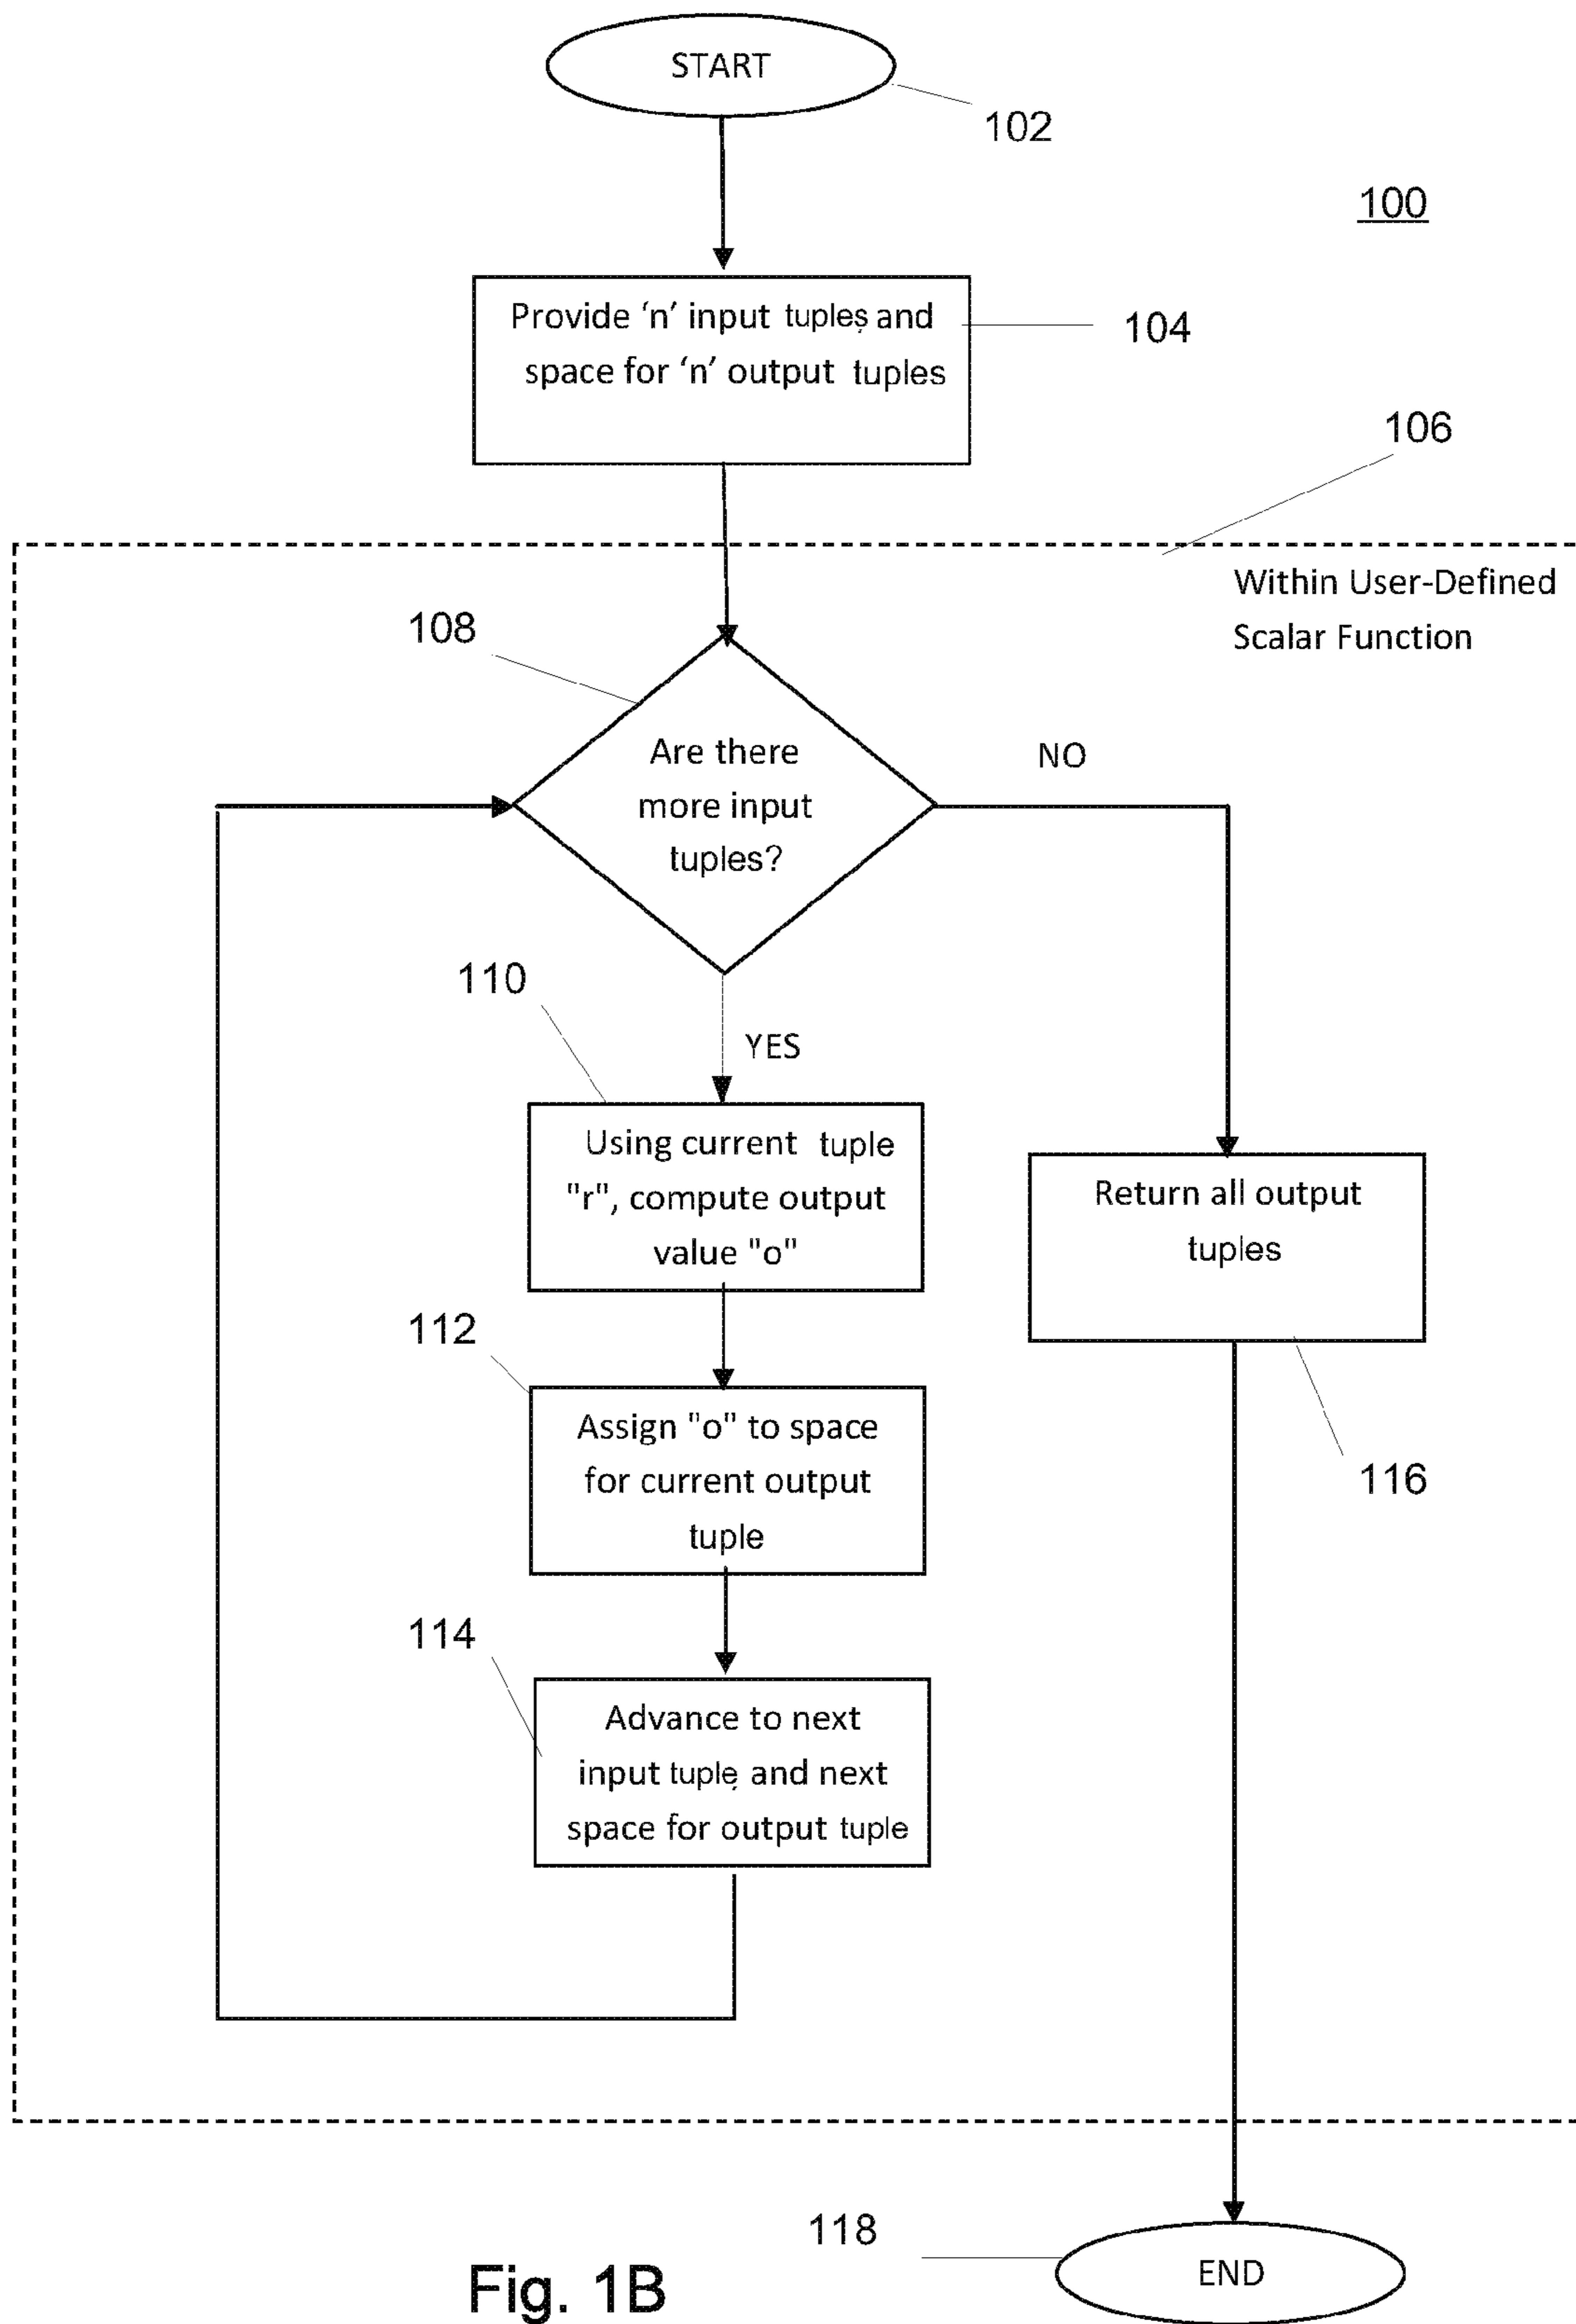 START
102
100
Provide ‘n’ input tuples and
space for ‘n’ output tuples
104
106
Within User-Defined
Scalar Function
108
Are there
more input
tuples?
NO
110
YES
Using current tuple
"r", compute output
value "o"
Return all output
tuples
112
Assign "o" to space
for current output
tuple
116
114
Advance to next
input tuple and next
space for output tuple
118
END
Fig. 1B